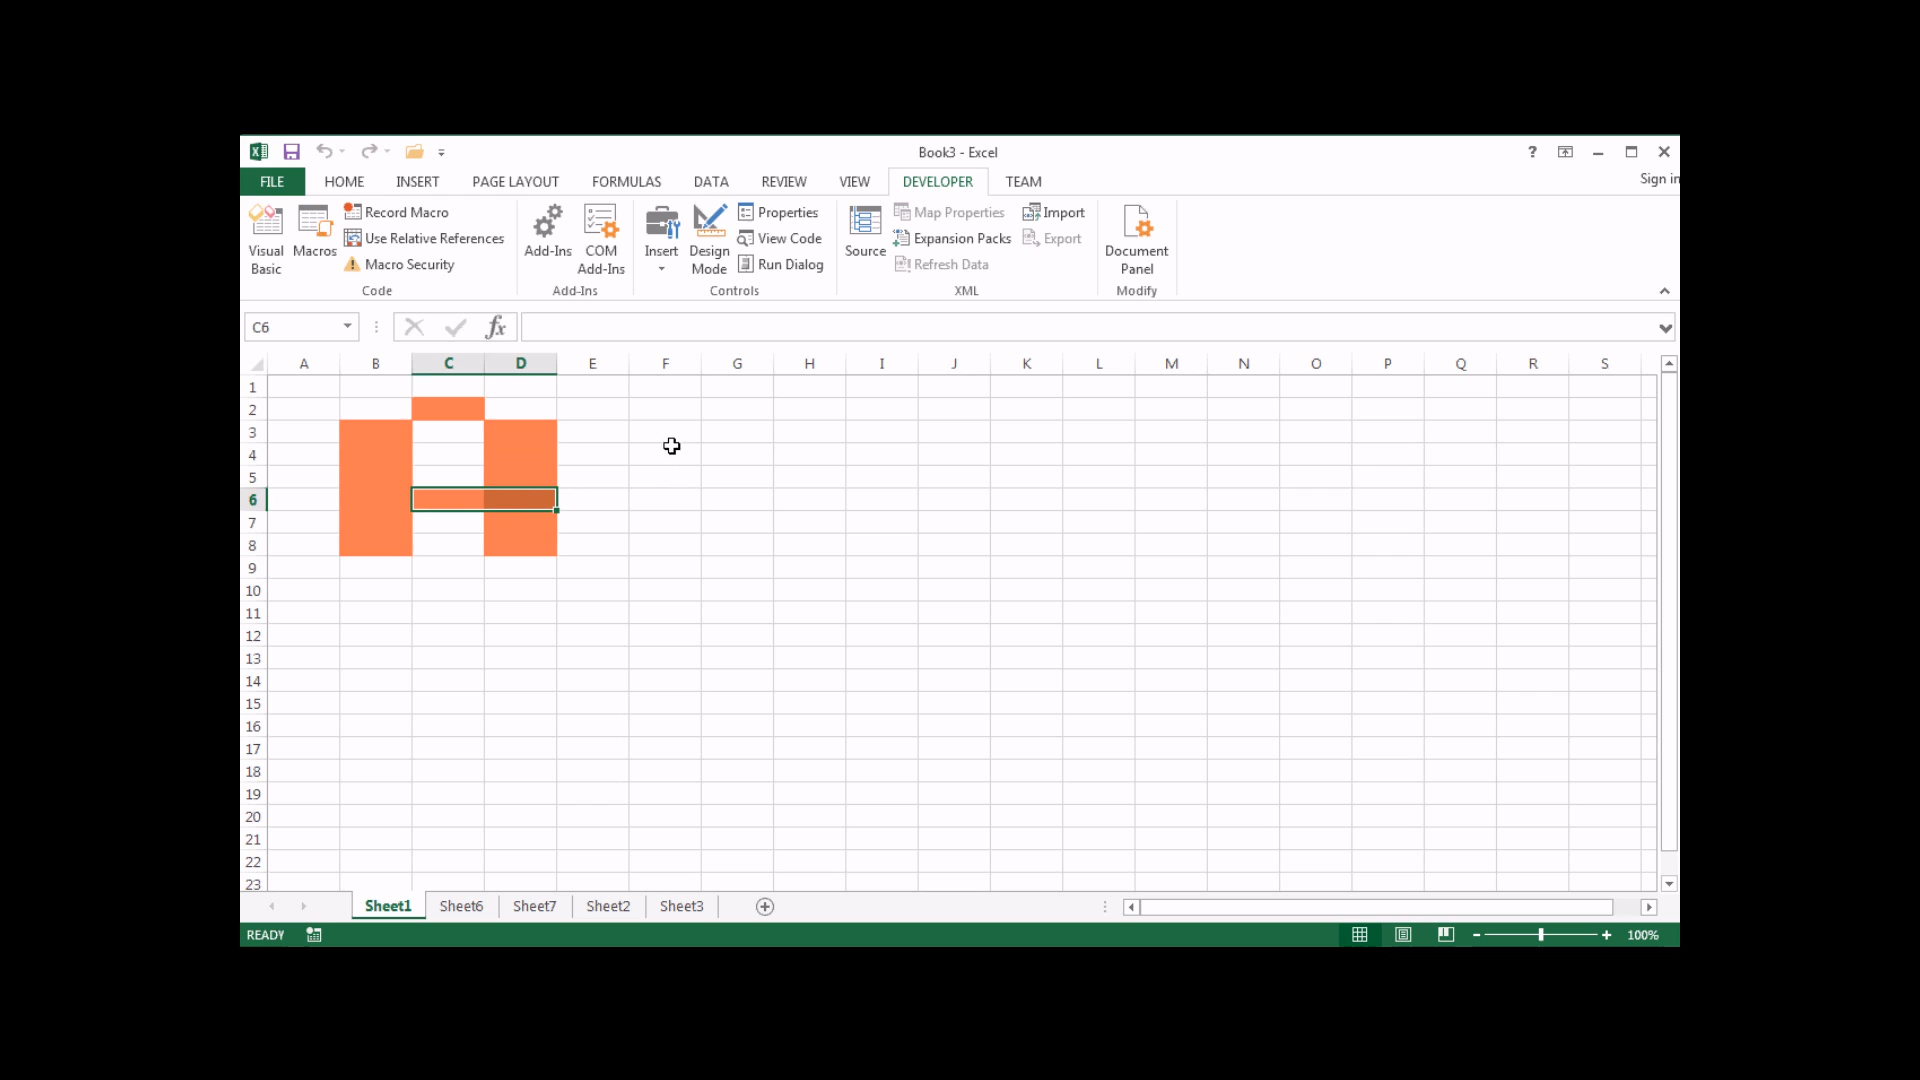 Book3 - Excel
?
FILE HOME INSERT PAGE LAYOUT FORMULAS DATA REVIEW VIEW DEVELOPER TEAM Sign in
Visual Basic
Macros
Record Macro
Use Relative References
Macro Security
Code
Add-Ins
COM Add-Ins
Add-Ins
Insert
Design Mode
Properties
View Code
Run Dialog
Controls
Source
Map Properties
Expansion Packs
Refresh Data
Import
Export
XML
Document Panel
Modify
C6
fx
A B C D E F G H I J K L M N O P Q R S
1
2
3
4
5
6
7
8
9
10
11
12
13
14
15
16
17
18
19
20
21
22
23
Sheet1 Sheet6 Sheet7 Sheet2 Sheet3
READY 100%